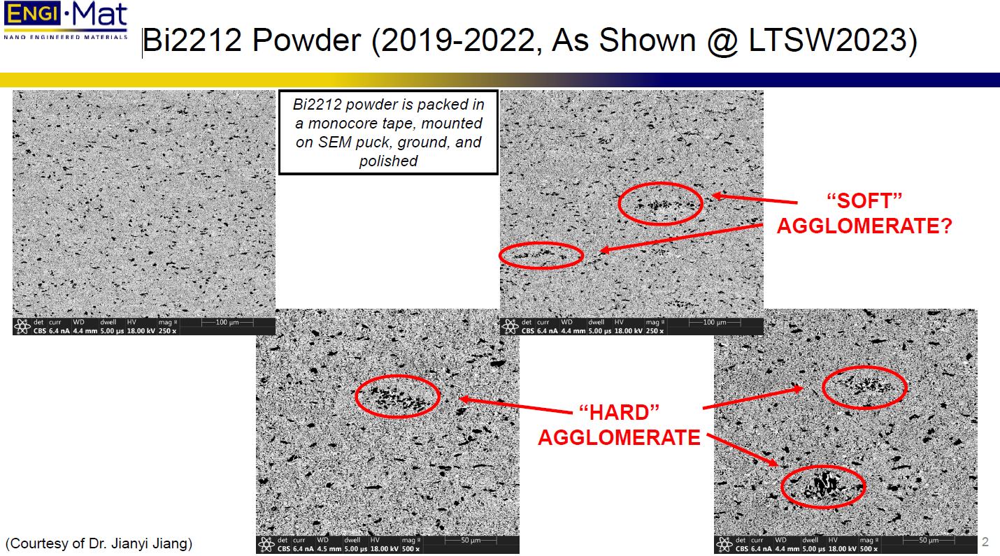 ENGI·Mat
NANO ENGINEERED MATERIALS
Bi2212 Powder (2019-2022, As Shown @ LTSW2023)
Bi2212 powder is packed in
a monocore tape, mounted
on SEM puck, ground, and
polished
“SOFT”
AGGLOMERATE?
det curr WD dwell HV mag 100 µm
CBS 6.4 nA 4.4 mm 5.00 µs 18.00 kV 250 x
det curr WD dwell HV mag 100 µm
CBS 6.4 nA 4.4 mm 5.00 µs 18.00 kV 250 x
“HARD”
AGGLOMERATE
det curr WD dwell HV mag 50 µm
CBS 6.4 nA 4.5 mm 5.00 µs 18.00 kV 500 x
det curr WD dwell HV mag 50 µm
CBS 6.4 nA 4.4 mm 5.00 µs 18.00 kV 500 x
(Courtesy of Dr. Jianyi Jiang)
2